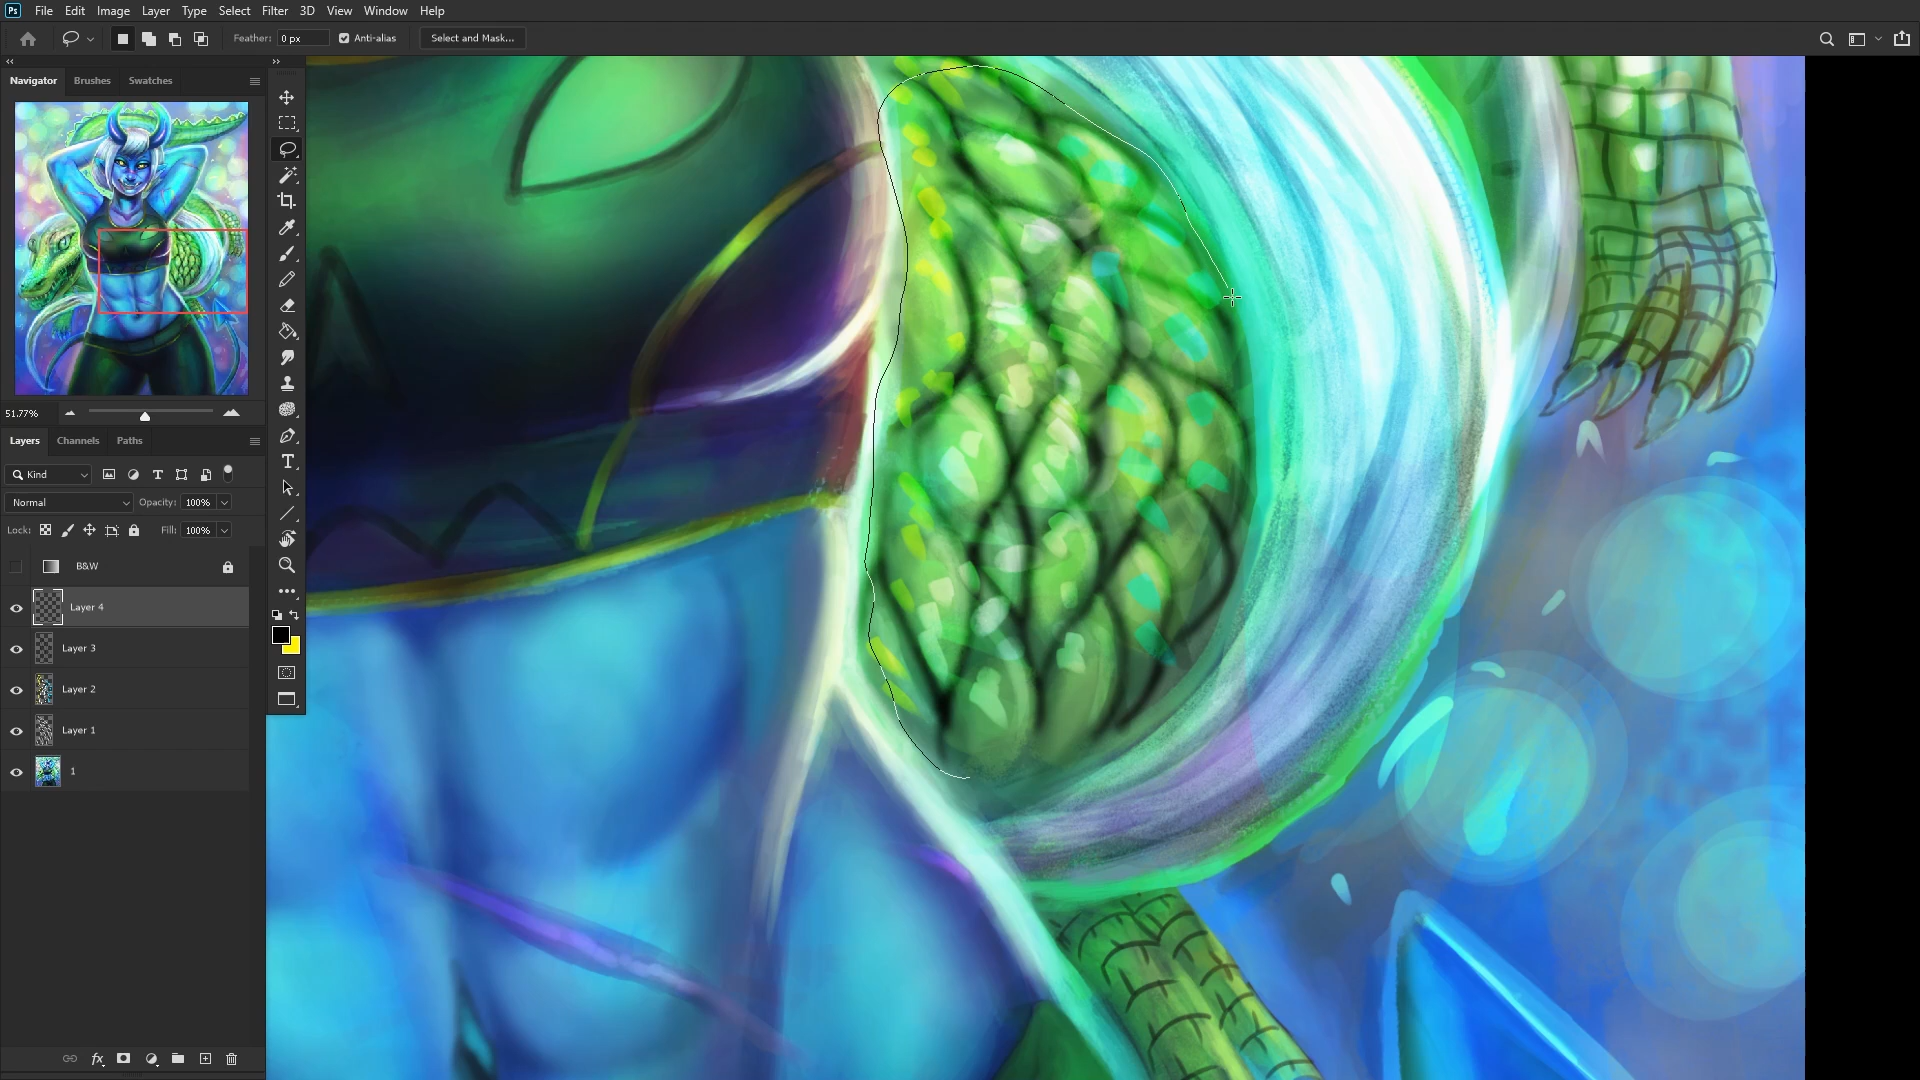 Ps File Edit Image Layer Type Select Filter 3D View Window Help
Feather: 0 px Anti-alias Select and Mask...
Navigator Brushes Swatches
51.77%
Layers Channels Paths
Kind
Normal Opacity: 100%
Lock: Fill: 100%
B&W
Layer 4
Layer 3
Layer 2
Layer 1
1